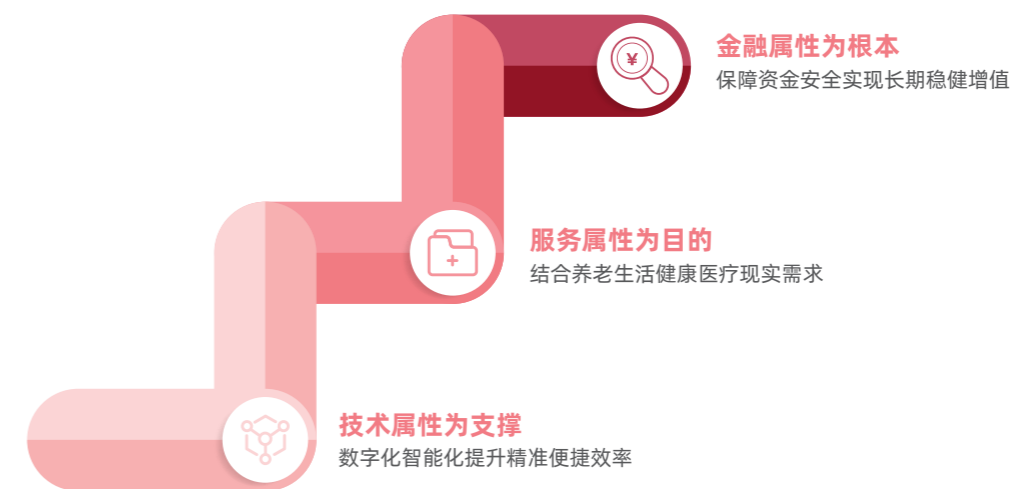 ¥
金融属性为根本
保障资金安全实现长期稳健增值
服务属性为目的
结合养老生活健康医疗现实需求
技术属性为支撑
数字化智能化提升精准便捷效率